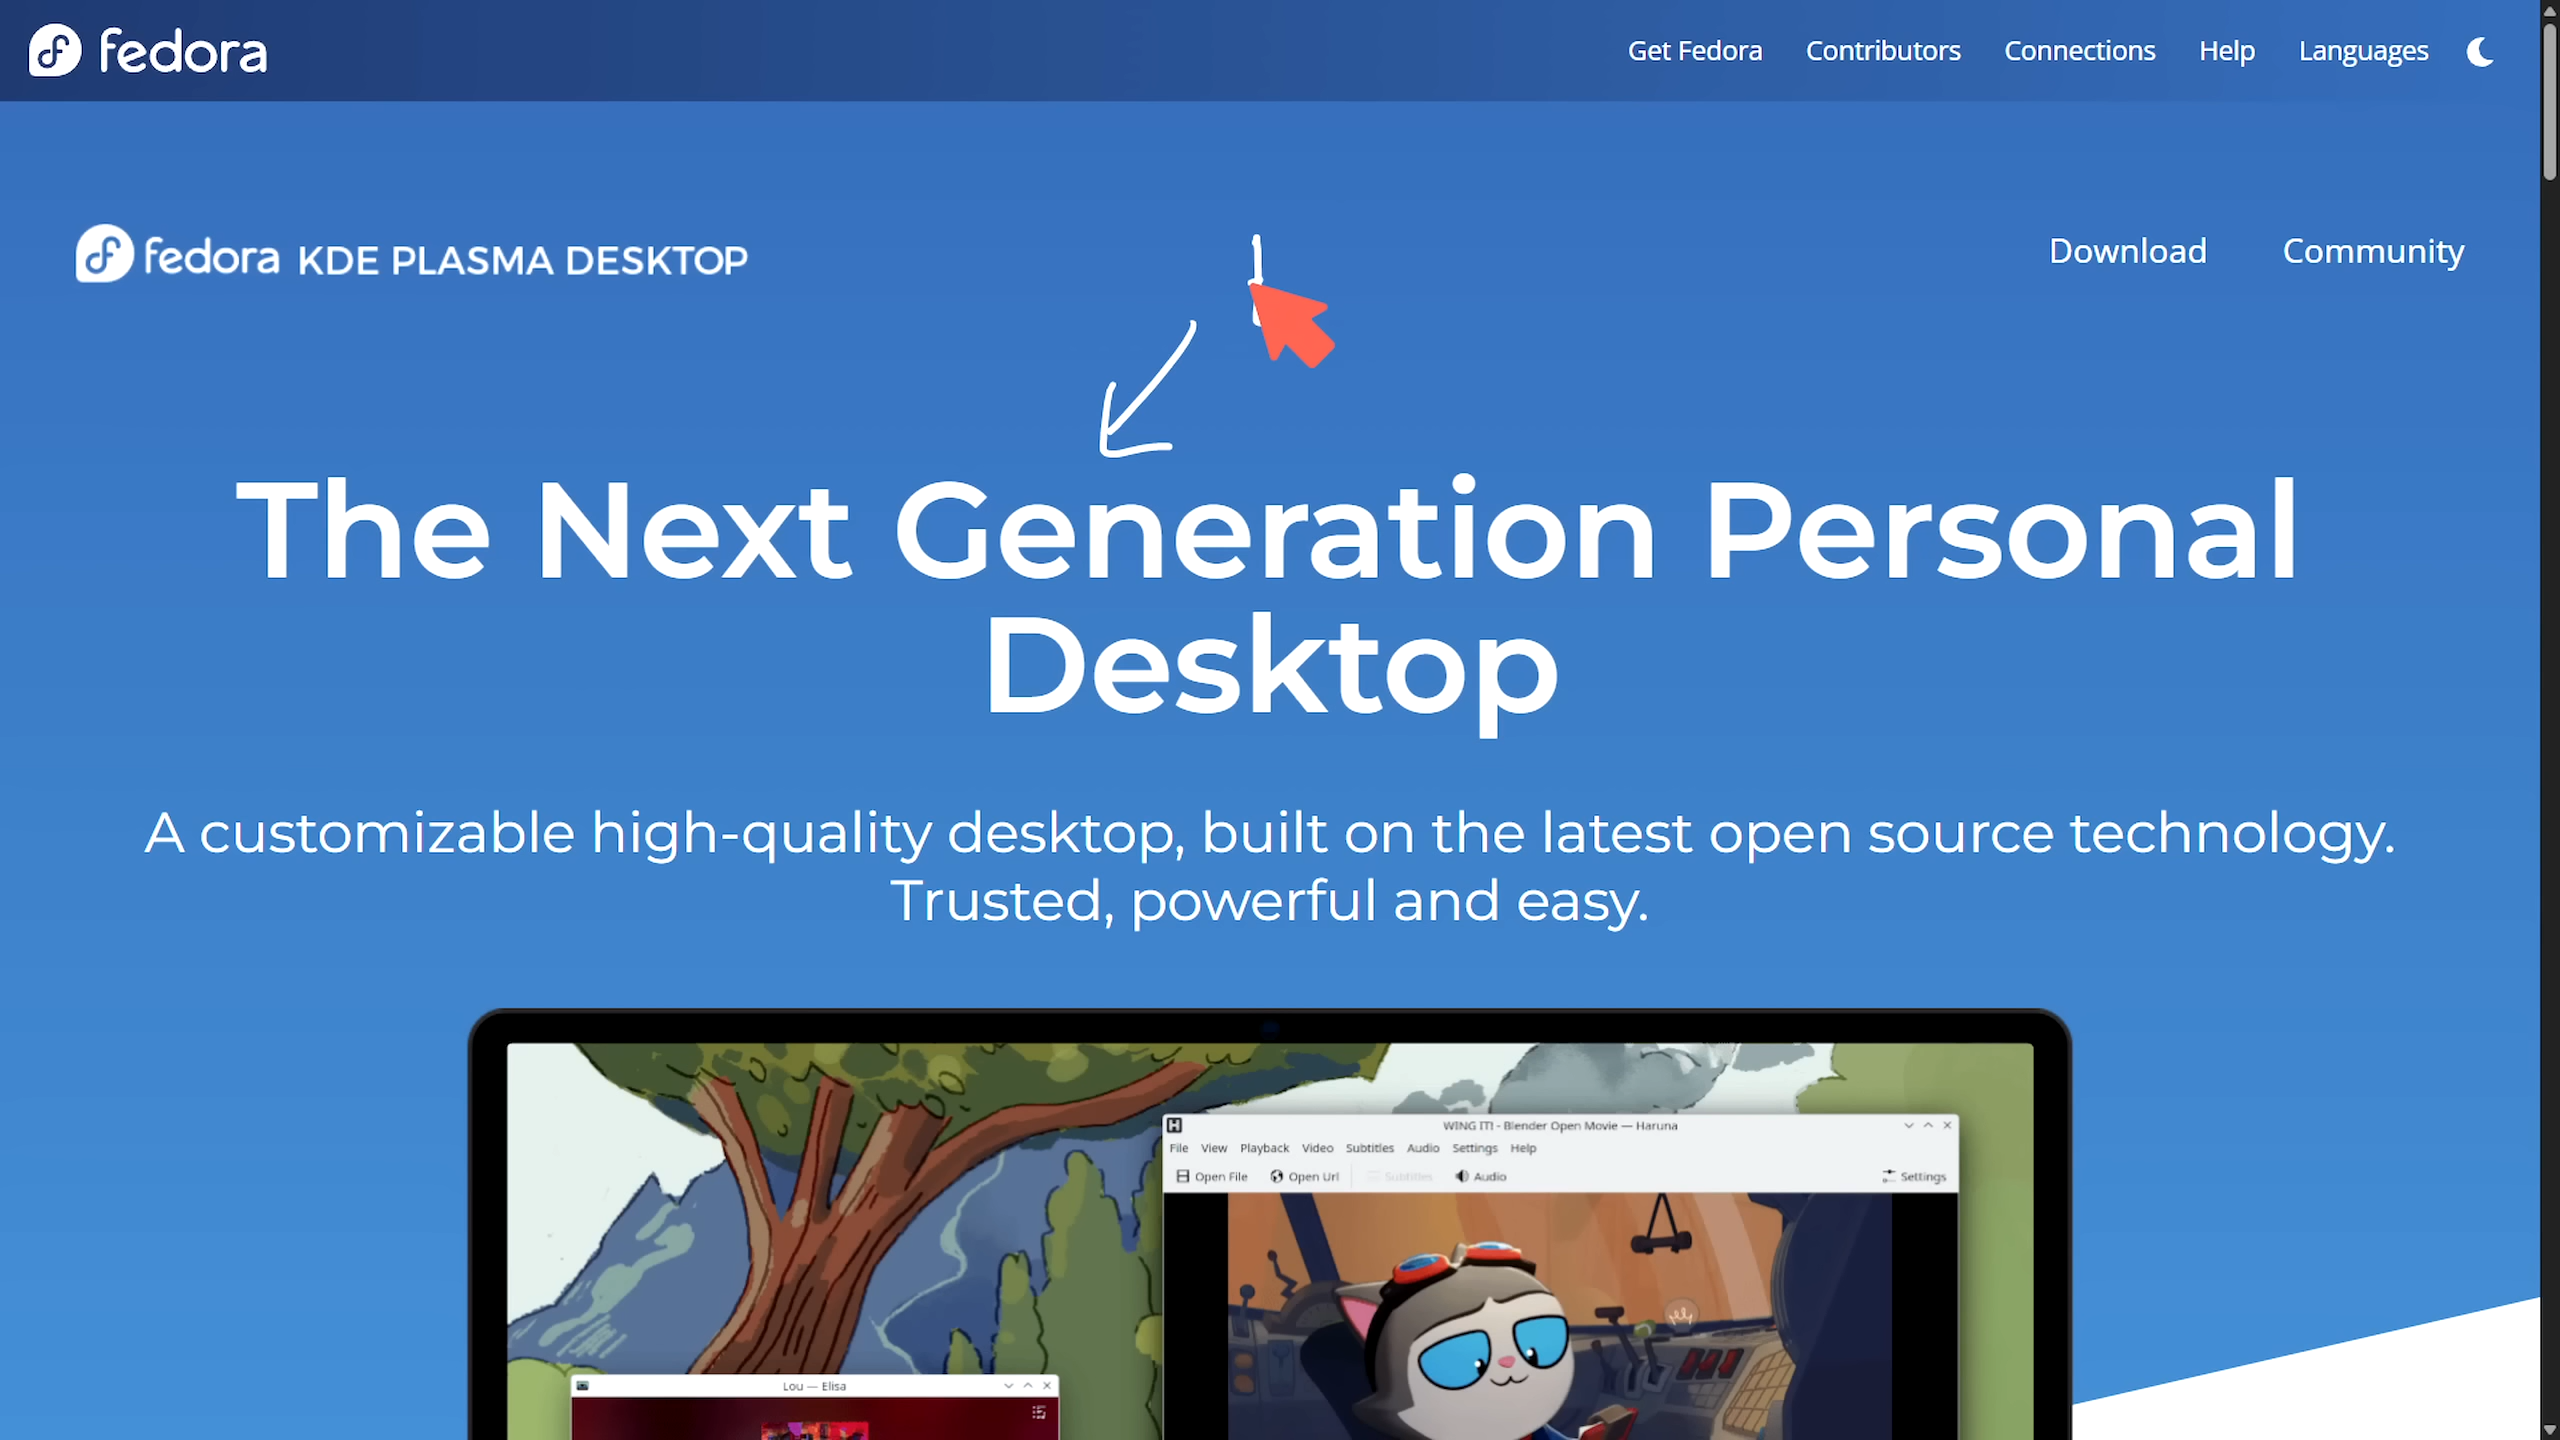 fedora
Get Fedora Contributors Connections Help Languages
fedora KDE PLASMA DESKTOP
Download Community
The Next Generation Personal
Desktop
A customizable high-quality desktop, built on the latest open source technology.
Trusted, powerful and easy.
WING IT! - Blender Open Movie — Haruna
File View Playback Video Subtitles Audio Settings Help
Open File Open Url Subtitles Audio Settings
Lou — Elisa